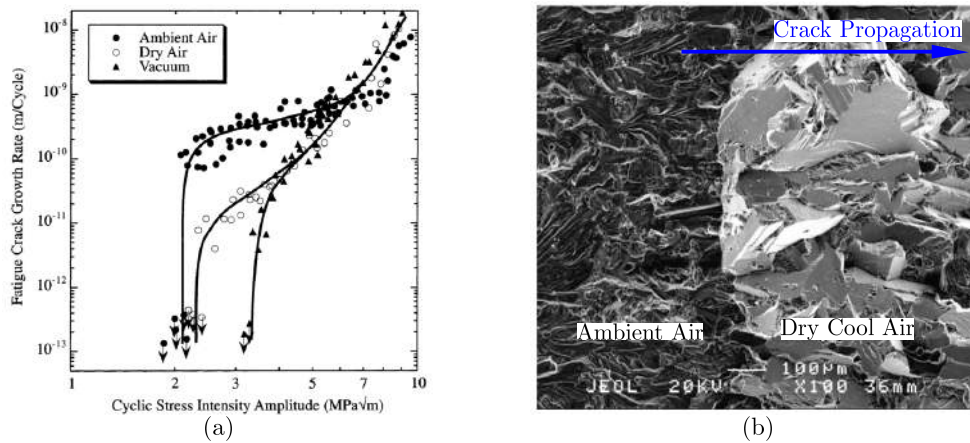 10⁻⁸
10⁻⁹
10⁻¹⁰
10⁻¹¹
10⁻¹²
10⁻¹³
Fatigue Crack Growth Rate (m/Cycle)
Ambient Air
Dry Air
Vacuum
1 2 3 5 7 10
Cyclic Stress Intensity Amplitude (MPa√m)
(a)
Crack Propagation
Ambient Air
Dry Cool Air
100µm
JEOL 20KV X100 36mm
(b)